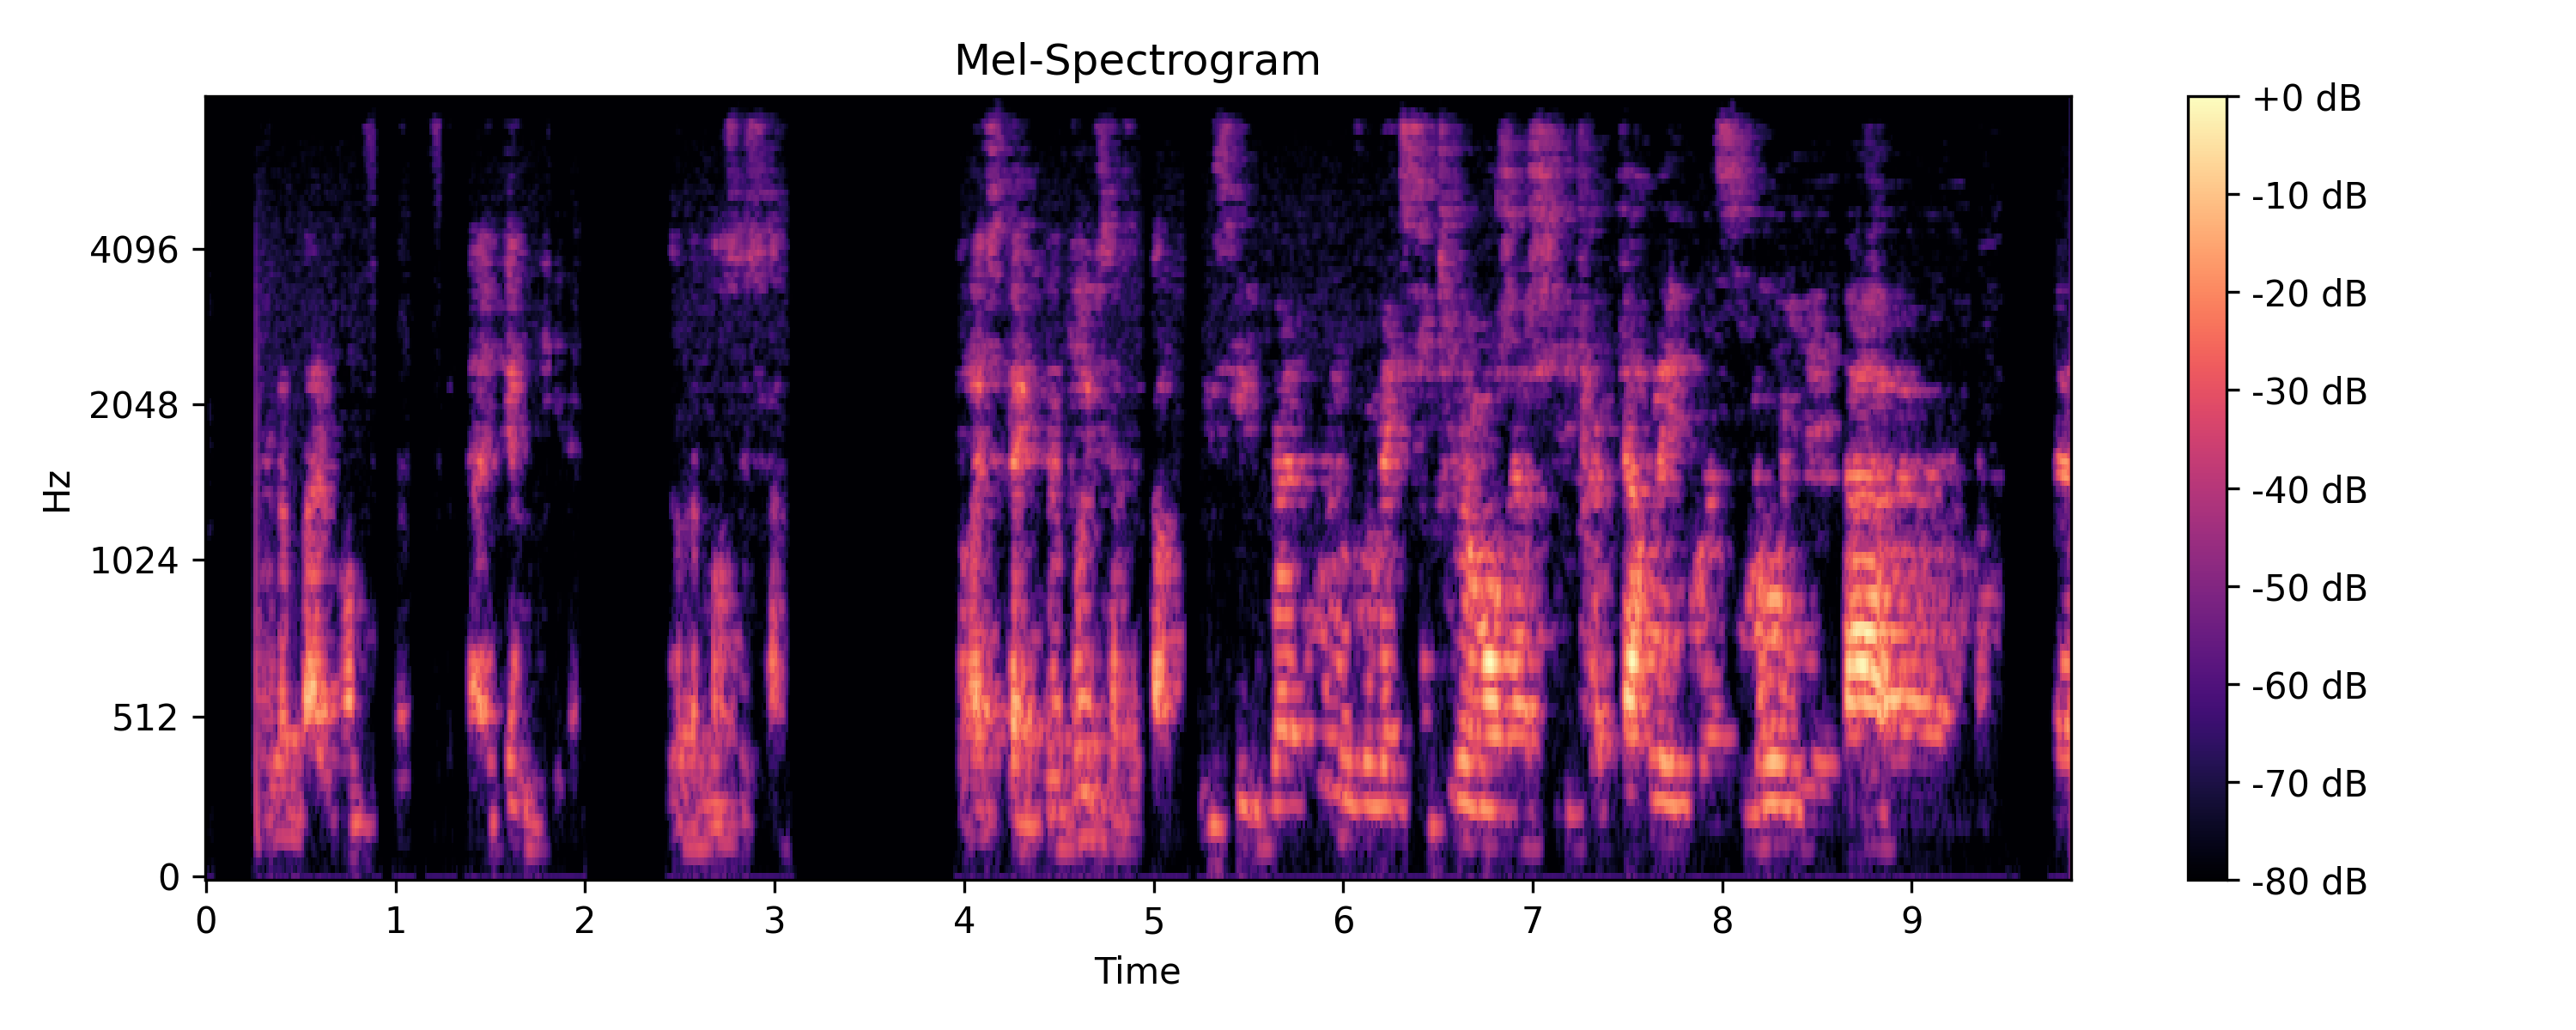 Mel-Spectrogram
+0 dB
-10 dB
-20 dB
-30 dB
-40 dB
-50 dB
-60 dB
-70 dB
-80 dB
Hz
4096
2048
1024
512
0
0 1 2 3 4 5 6 7 8 9
Time